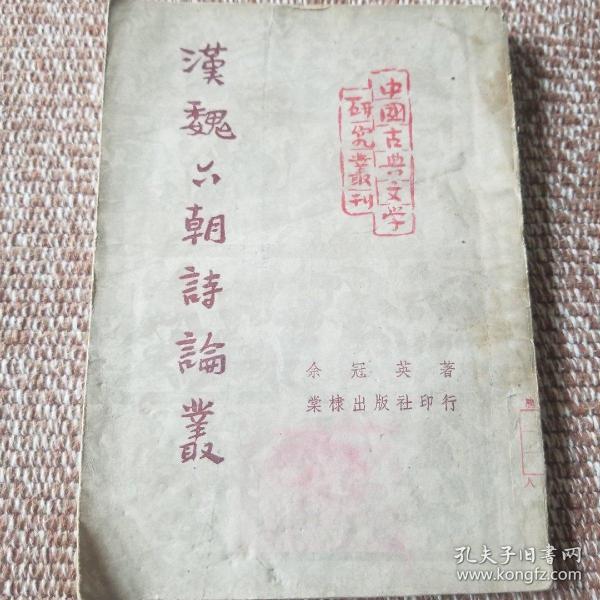 漢魏六朝詩論叢
中國古典文学
研究叢刊
余冠英著
棠棣出版社印行
孔夫子旧書网
www.kongfz.com